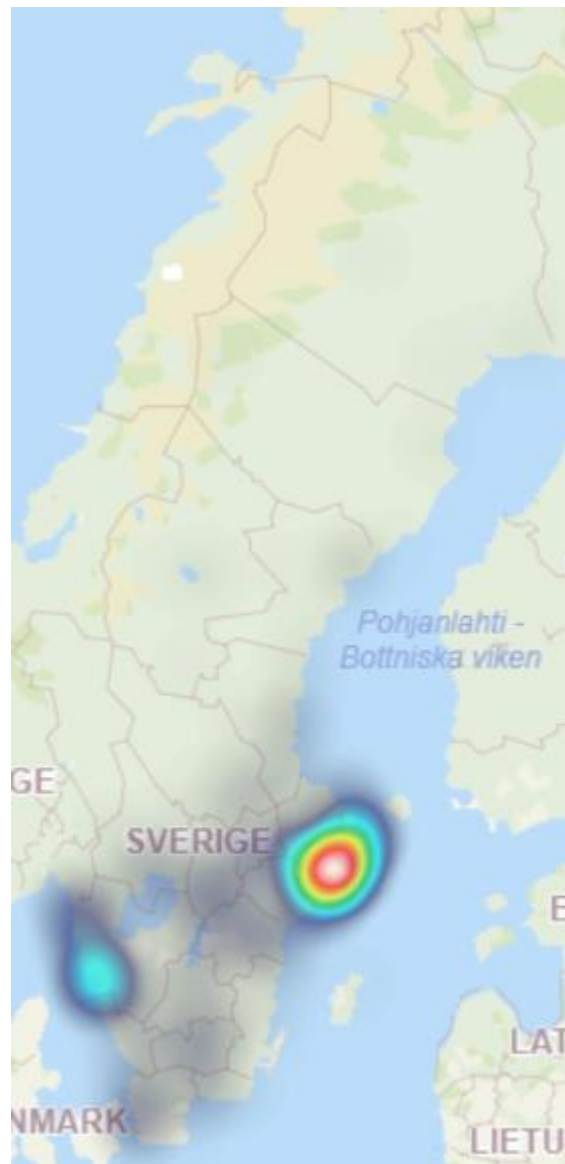 Pohjanlahti -
Bottniska viken
GE
SVERIGE
E
LAT
NMARK
LIETU